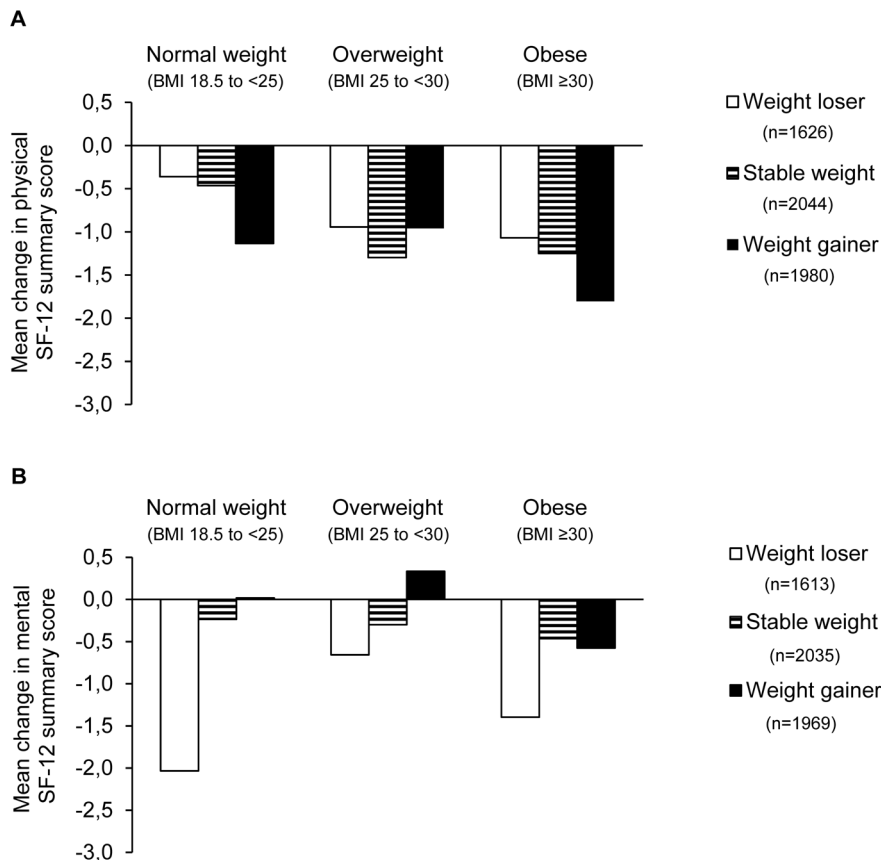 A
Normal weight
(BMI 18.5 to <25)
Overweight
(BMI 25 to <30)
Obese
(BMI ≥30)
Mean change in physical
SF-12 summary score
0,5
0,0
-0,5
-1,0
-1,5
-2,0
-2,5
-3,0
Weight loser
(n=1626)
Stable weight
(n=2044)
Weight gainer
(n=1980)
B
Normal weight
(BMI 18.5 to <25)
Overweight
(BMI 25 to <30)
Obese
(BMI ≥30)
Mean change in mental
SF-12 summary score
0,5
0,0
-0,5
-1,0
-1,5
-2,0
-2,5
-3,0
Weight loser
(n=1613)
Stable weight
(n=2035)
Weight gainer
(n=1969)